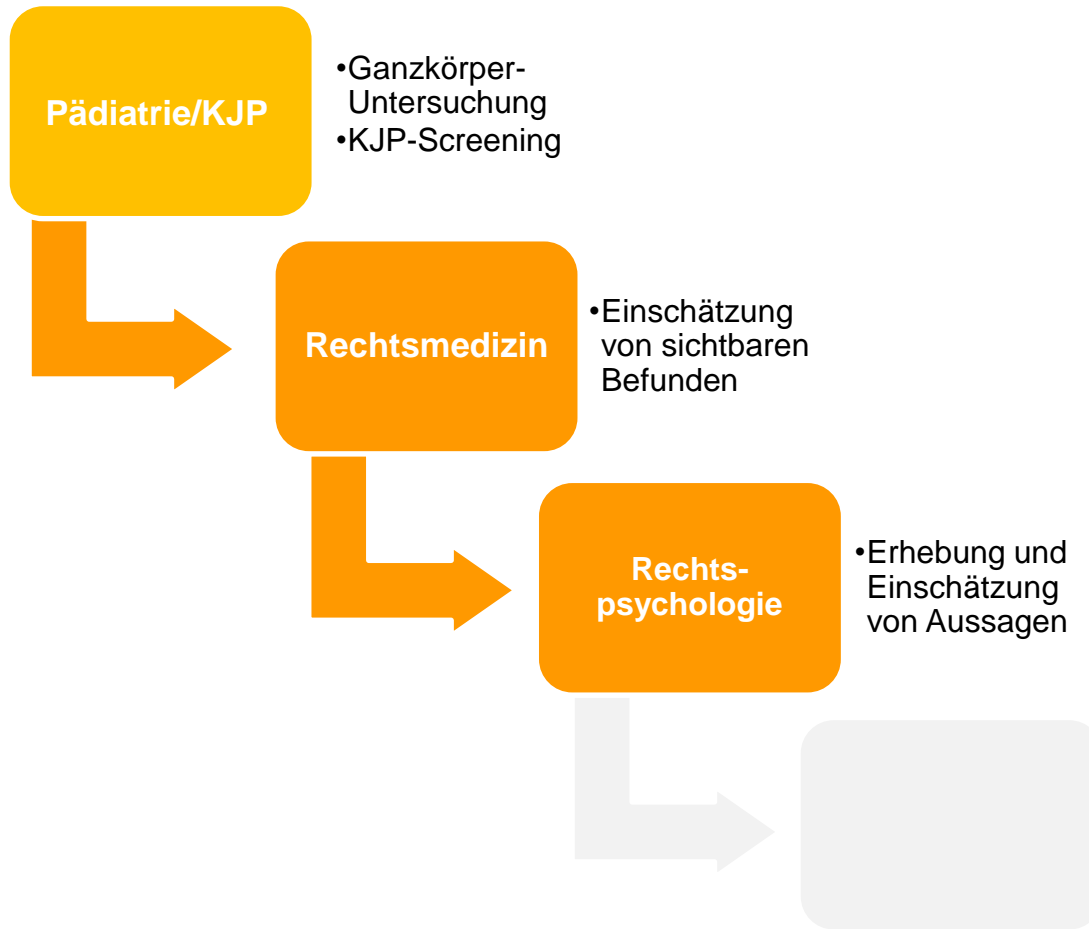 Pädiatrie/KJP
•Ganzkörper-
Untersuchung
•KJP-Screening
Rechtsmedizin
•Einschätzung
von sichtbaren
Befunden
Rechts-
psychologie
•Erhebung und
Einschätzung
von Aussagen